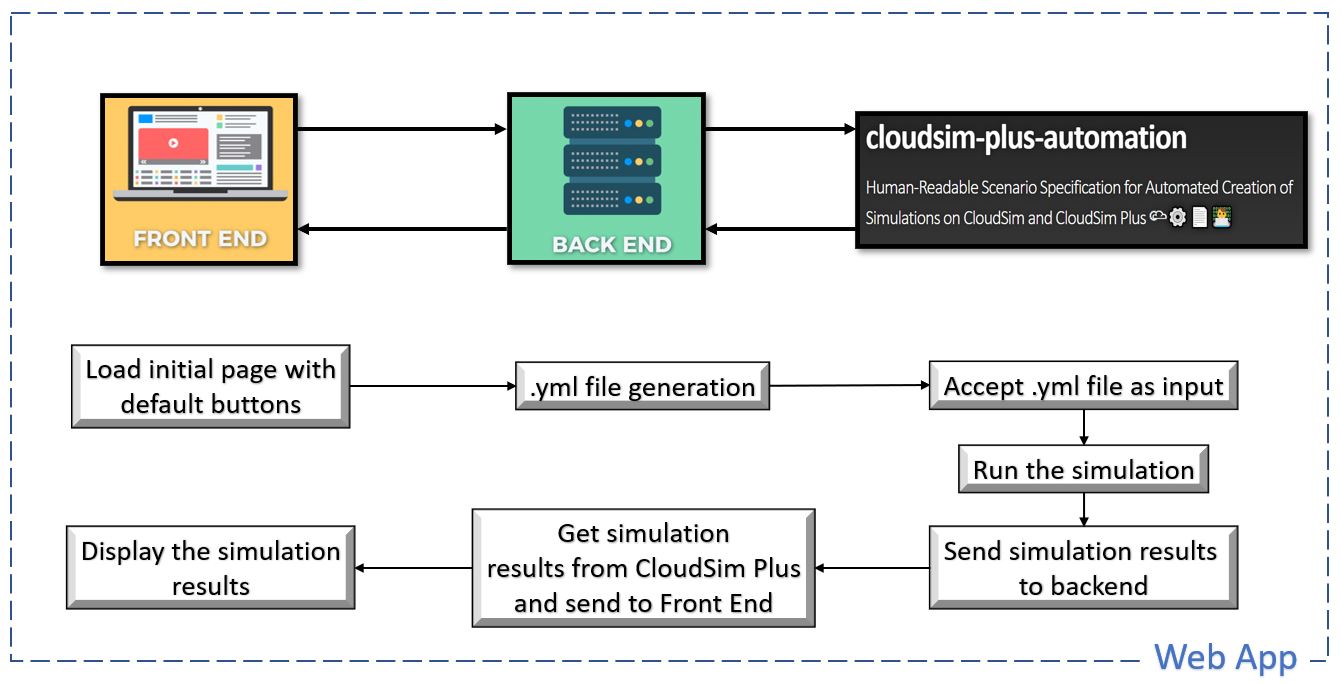 FRONT END
BACK END
cloudsim-plus-automation
Human-Readable Scenario Specification for Automated Creation of
Simulations on CloudSim and CloudSim Plus
Load initial page with
default buttons
.yml file generation
Accept .yml file as input
Run the simulation
Send simulation results
to backend
Get simulation
results from CloudSim Plus
and send to Front End
Display the simulation
results
Web App